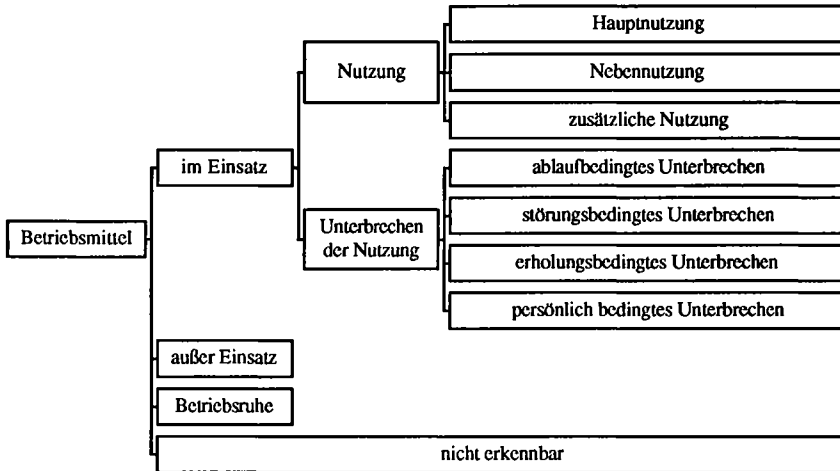 Betriebsmittel
im Einsatz
Nutzung
Hauptnutzung
Nebennutzung
zusätzliche Nutzung
Unterbrechen
der Nutzung
ablaufbedingtes Unterbrechen
störungsbedingtes Unterbrechen
erholungsbedingtes Unterbrechen
persönlich bedingtes Unterbrechen
außer Einsatz
Betriebsruhe
nicht erkennbar